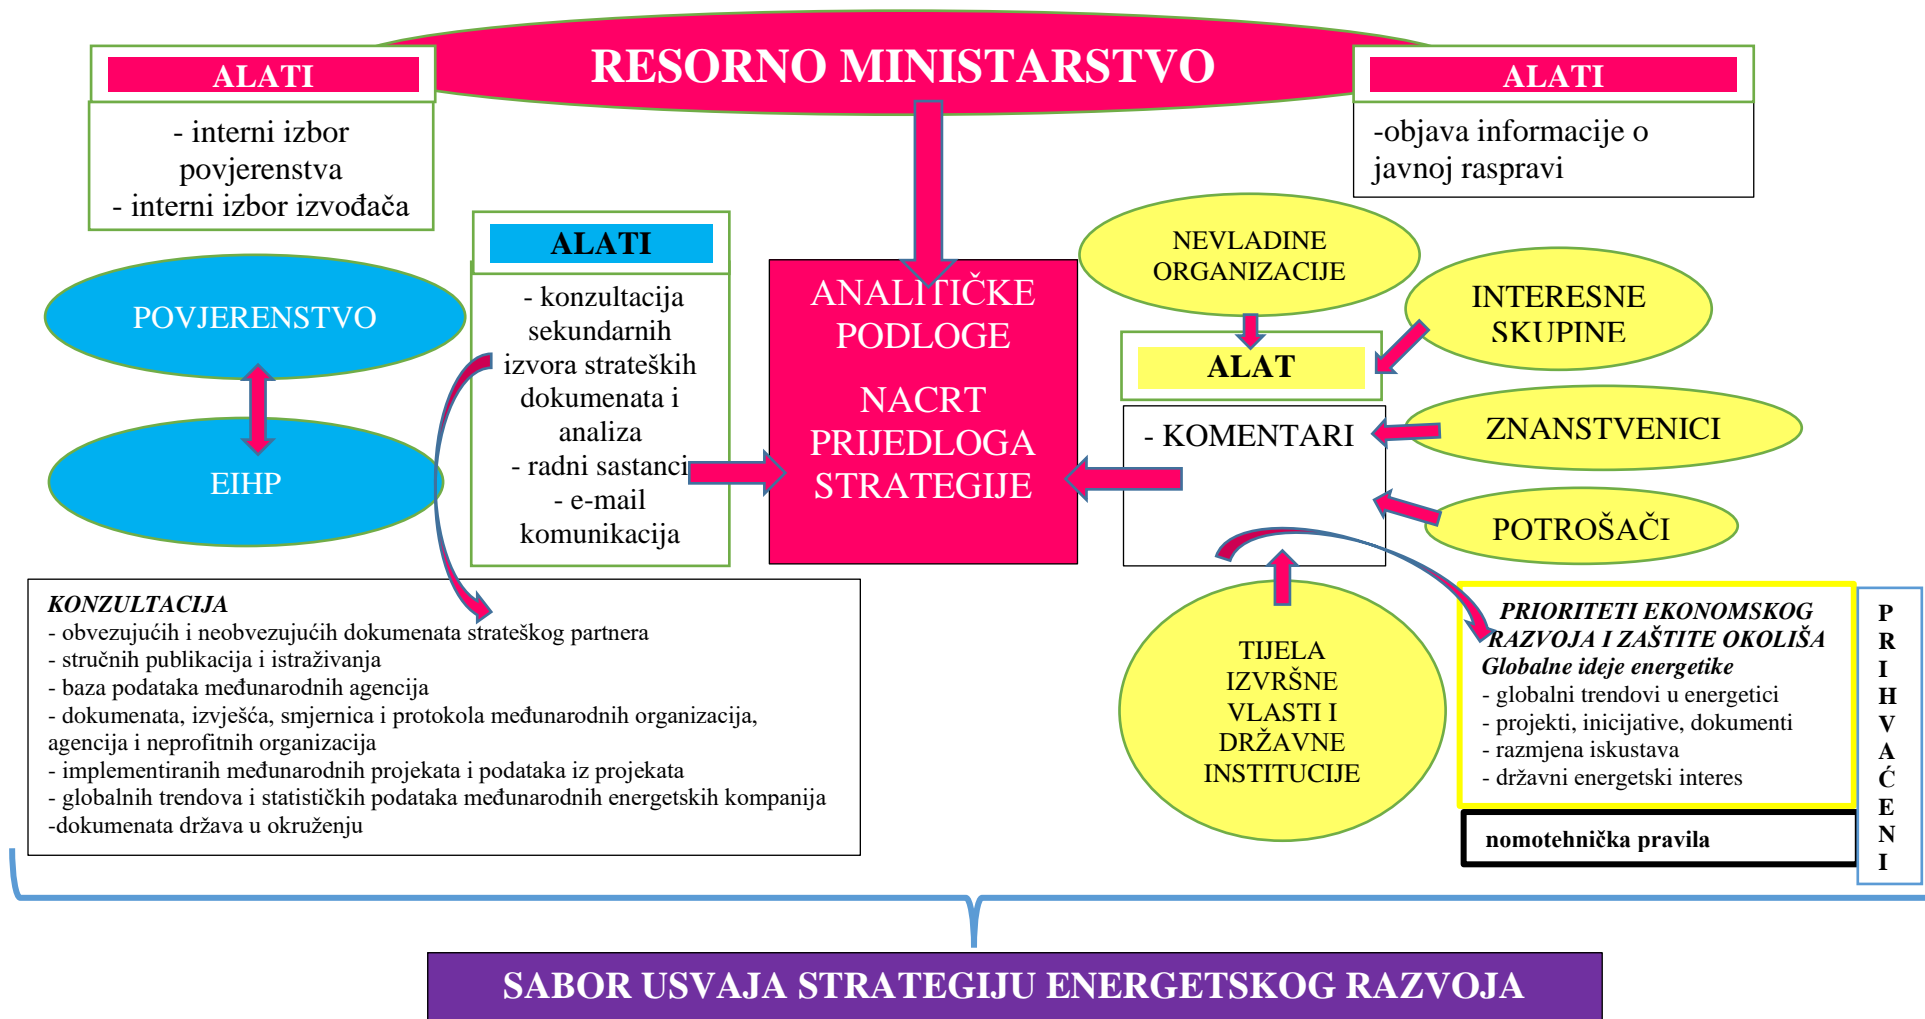 RESORNO MINISTARSTVO
ALATI
- interni izbor
povjerenstva
- interni izbor izvođača
ALATI
-objava informacije o
javnoj raspravi
POVJERENSTVO
EIHP
ALATI
- konzultacija
sekundarnih
izvora strateških
dokumenata i
analiza
- radni sastanci
- e-mail
komunikacija
ANALITIČKE
PODLOGE
NACRT
PRIJEDLOGA
STRATEGIJE
NEVLADINE
ORGANIZACIJE
INTERESNE
SKUPINE
ALAT
- KOMENTARI
ZNANSTVENICI
POTROŠAČI
TIJELA
IZVRŠNE
VLASTI I
DRŽAVNE
INSTITUCIJE
KONZULTACIJA
- obvezujućih i neobvezujućih dokumenata strateškog partnera
- stručnih publikacija i istraživanja
- baza podataka međunarodnih agencija
- dokumenata, izvješća, smjernica i protokola međunarodnih organizacija,
agencija i neprofitnih organizacija
- implementiranih međunarodnih projekata i podataka iz projekata
- globalnih trendova i statističkih podataka međunarodnih energetskih kompanija
-dokumenata država u okruženju
PRIORITETI EKONOMSKOG
RAZVOJA I ZAŠTITE OKOLIŠA
Globalne ideje energetike
- globalni trendovi u energetici
- projekti, inicijative, dokumenti
- razmjena iskustava
- državni energetski interes
nomotehnička pravila
P
R
I
H
V
A
Ć
E
N
I
SABOR USVAJA STRATEGIJU ENERGETSKOG RAZVOJA